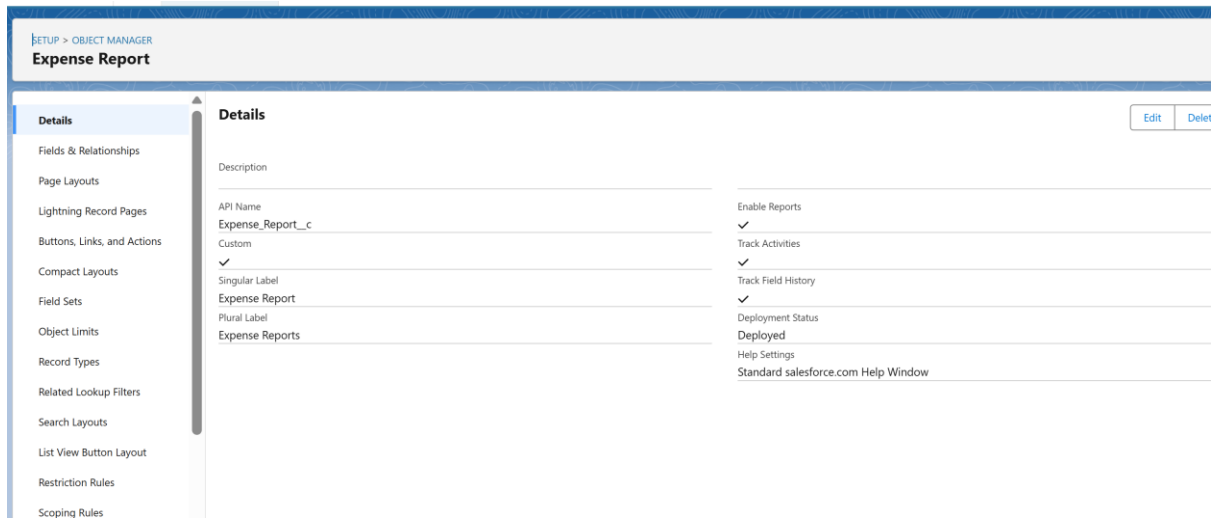 SETUP > OBJECT MANAGER
Expense Report
Details
Fields & Relationships
Page Layouts
Lightning Record Pages
Buttons, Links, and Actions
Compact Layouts
Field Sets
Object Limits
Record Types
Related Lookup Filters
Search Layouts
List View Button Layout
Restriction Rules
Scoping Rules
Details
Edit
Delet
Description
API Name
Expense_Report__c
Custom
Singular Label
Expense Report
Plural Label
Expense Reports
Enable Reports
Track Activities
Track Field History
Deployment Status
Deployed
Help Settings
Standard salesforce.com Help Window